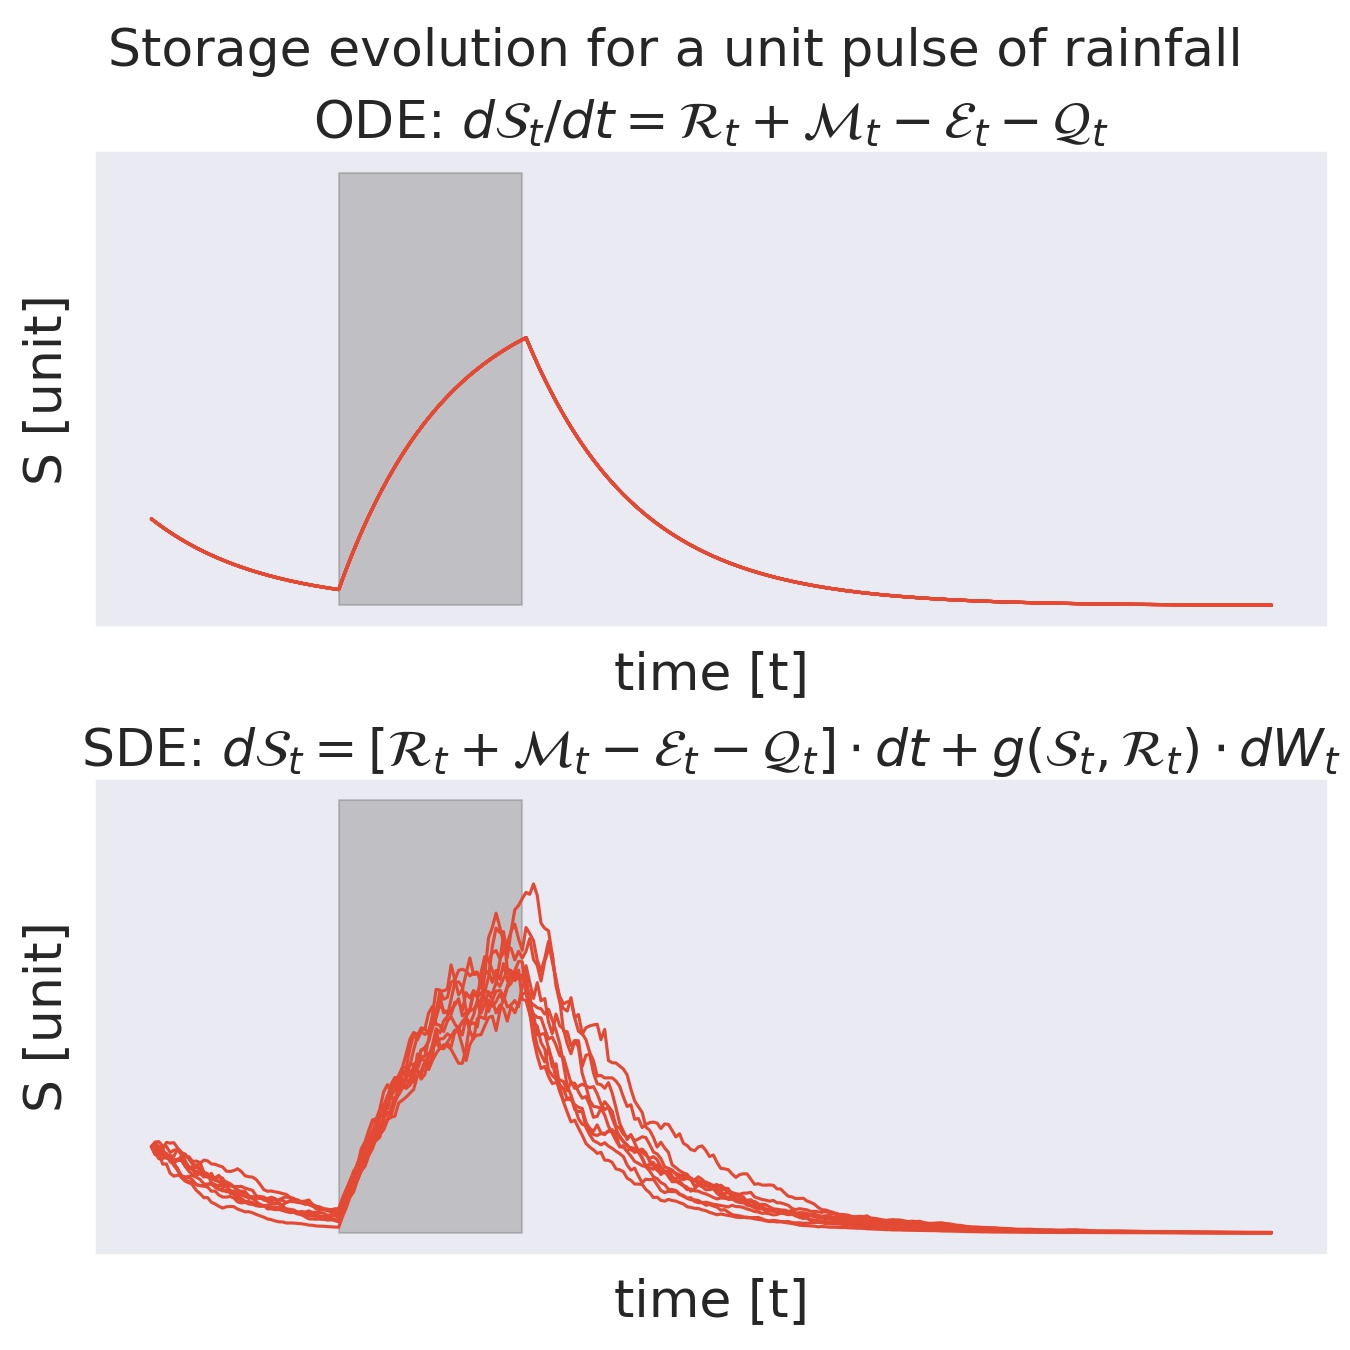 Storage evolution for a unit pulse of rainfall
ODE: d𝒮ₜ/dt = ℛₜ + ℳₜ − ℰₜ − 𝒬ₜ
S [unit]
time [t]
SDE: d𝒮ₜ = [ℛₜ + ℳₜ − ℰₜ − 𝒬ₜ] · dt + g(𝒮ₜ, ℛₜ) · dWₜ
S [unit]
time [t]